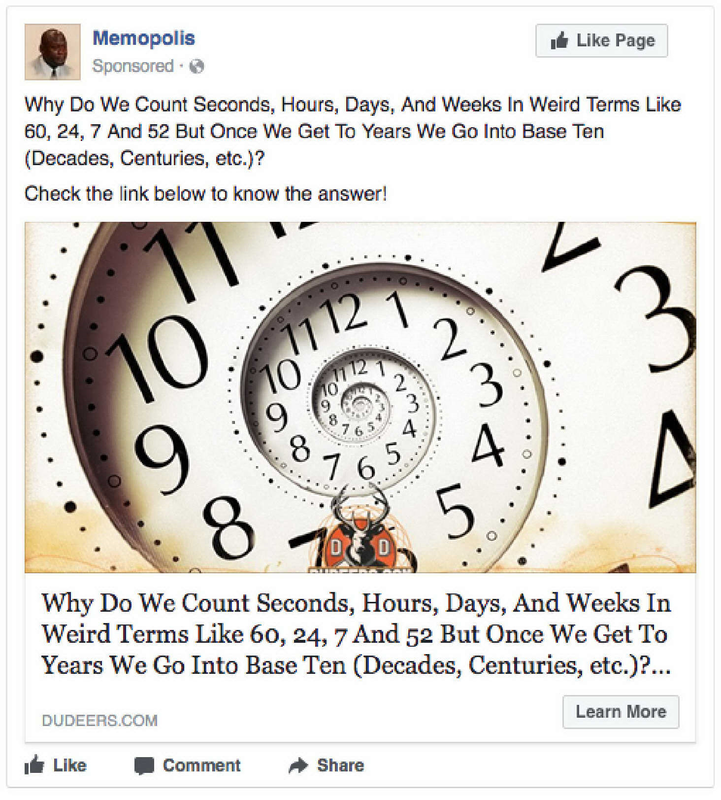 Memopolis
Sponsored ·
Like Page
Why Do We Count Seconds, Hours, Days, And Weeks In Weird Terms Like
60, 24, 7 And 52 But Once We Get To Years We Go Into Base Ten
(Decades, Centuries, etc.)?
Check the link below to know the answer!
11
10
9
8
2
3
4
5
12 1
11
10
9
8
7 6 5
4
3
2
11 12 1
10
9
8
7 6 5
4
3
2
D D
DUDEERS.COM
Why Do We Count Seconds, Hours, Days, And Weeks In
Weird Terms Like 60, 24, 7 And 52 But Once We Get To
Years We Go Into Base Ten (Decades, Centuries, etc.)?...
DUDEERS.COM
Learn More
Like Comment Share